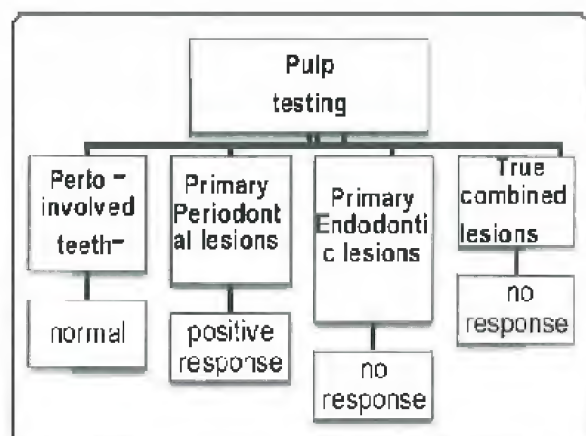 Pulp
testing
Perto -
involved
teeth-
Primary
Periodont
al lesions
Primary
Endodonti
c lesions
True
combined
lesions
normal
positive
response
no
response
no
response